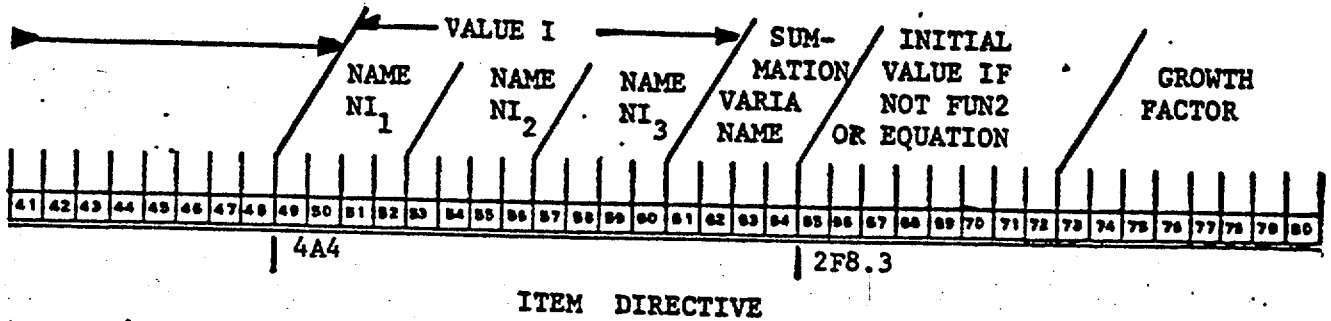 VALUE I
NAME NI1
NAME NI2
NAME NI3
SUM-
MATION
VARIA
NAME
INITIAL
VALUE IF
NOT FUN2
OR EQUATION
GROWTH
FACTOR
41 42 43 44 45 46 47 48 49 50 51 52 53 54 55 56 57 58 59 60 61 62 63 64 65 66 67 68 69 70 71 72 73 74 75 76 77 78 79 80
4A4
2F8.3
ITEM DIRECTIVE